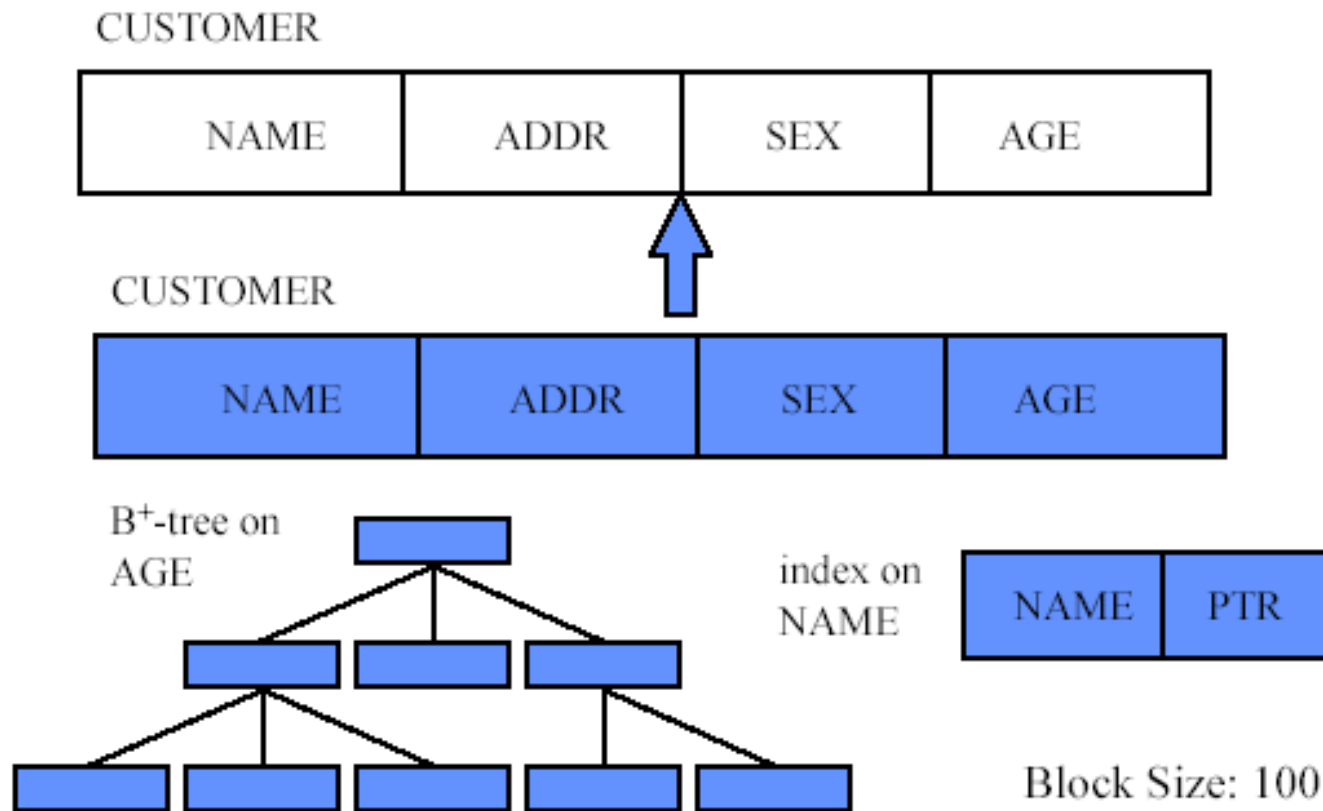 CUSTOMER
NAME ADDR SEX AGE
CUSTOMER
NAME ADDR SEX AGE
B⁺-tree on
AGE
index on
NAME
NAME PTR
Block Size: 100